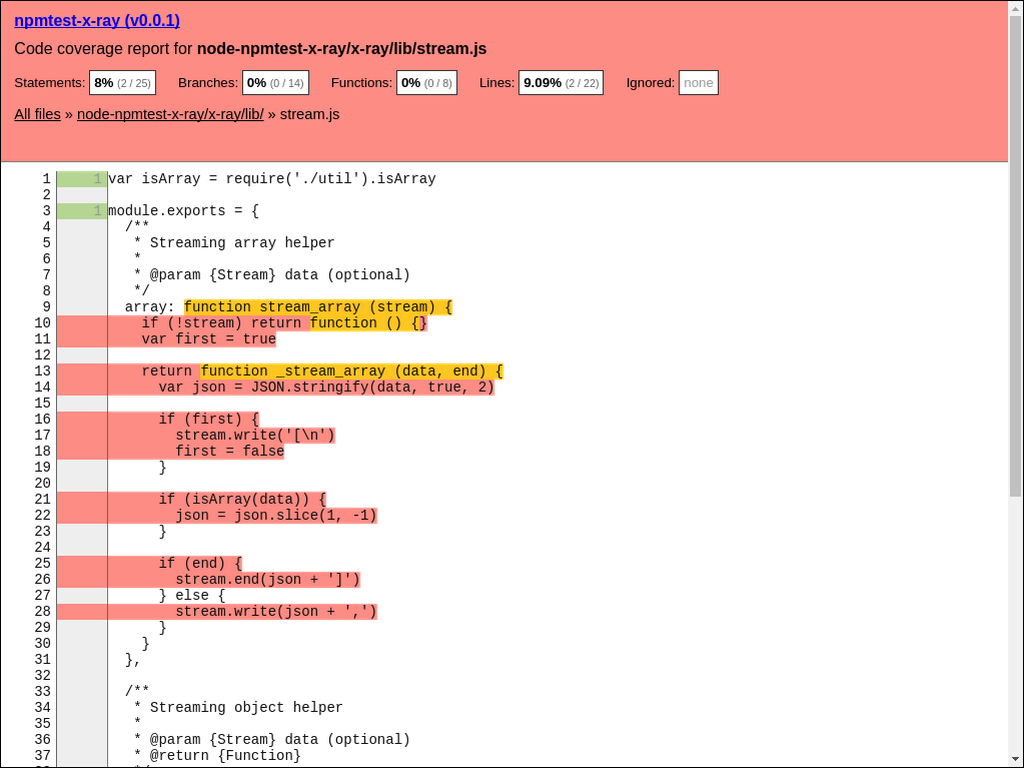 npmtest-x-ray (v0.0.1)
Code coverage report for node-npmtest-x-ray/x-ray/lib/stream.js
Statements: 8% (2 / 25) Branches: 0% (0 / 14) Functions: 0% (0 / 8) Lines: 9.09% (2 / 22) Ignored: none
All files » node-npmtest-x-ray/x-ray/lib/ » stream.js
1 1 var isArray = require('./util').isArray
2
3 1 module.exports = {
4   /**
5    * Streaming array helper
6    *
7    * @param {Stream} data (optional)
8    */
9   array: function stream_array (stream) {
10     if (!stream) return function () {}
11     var first = true
12
13     return function _stream_array (data, end) {
14       var json = JSON.stringify(data, true, 2)
15
16       if (first) {
17         stream.write('[\n')
18         first = false
19       }
20
21       if (isArray(data)) {
22         json = json.slice(1, -1)
23       }
24
25       if (end) {
26         stream.end(json + ']')
27       } else {
28         stream.write(json + ',')
29       }
30     }
31   },
32
33   /**
34    * Streaming object helper
35    *
36    * @param {Stream} data (optional)
37    * @return {Function}